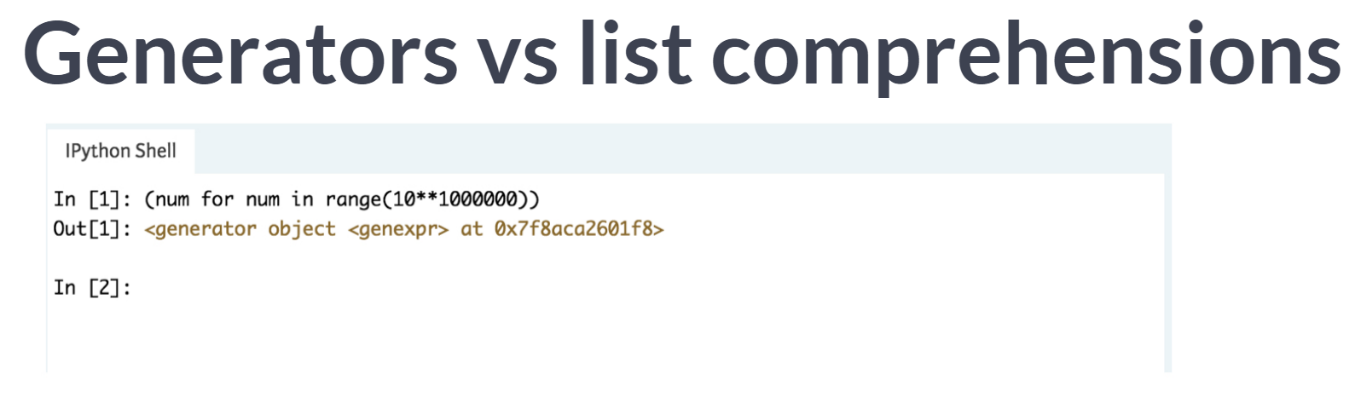 Generators vs list comprehensions
IPython Shell
In [1]: (num for num in range(10**1000000))
Out[1]: <generator object <genexpr> at 0x7f8aca2601f8>
In [2]: